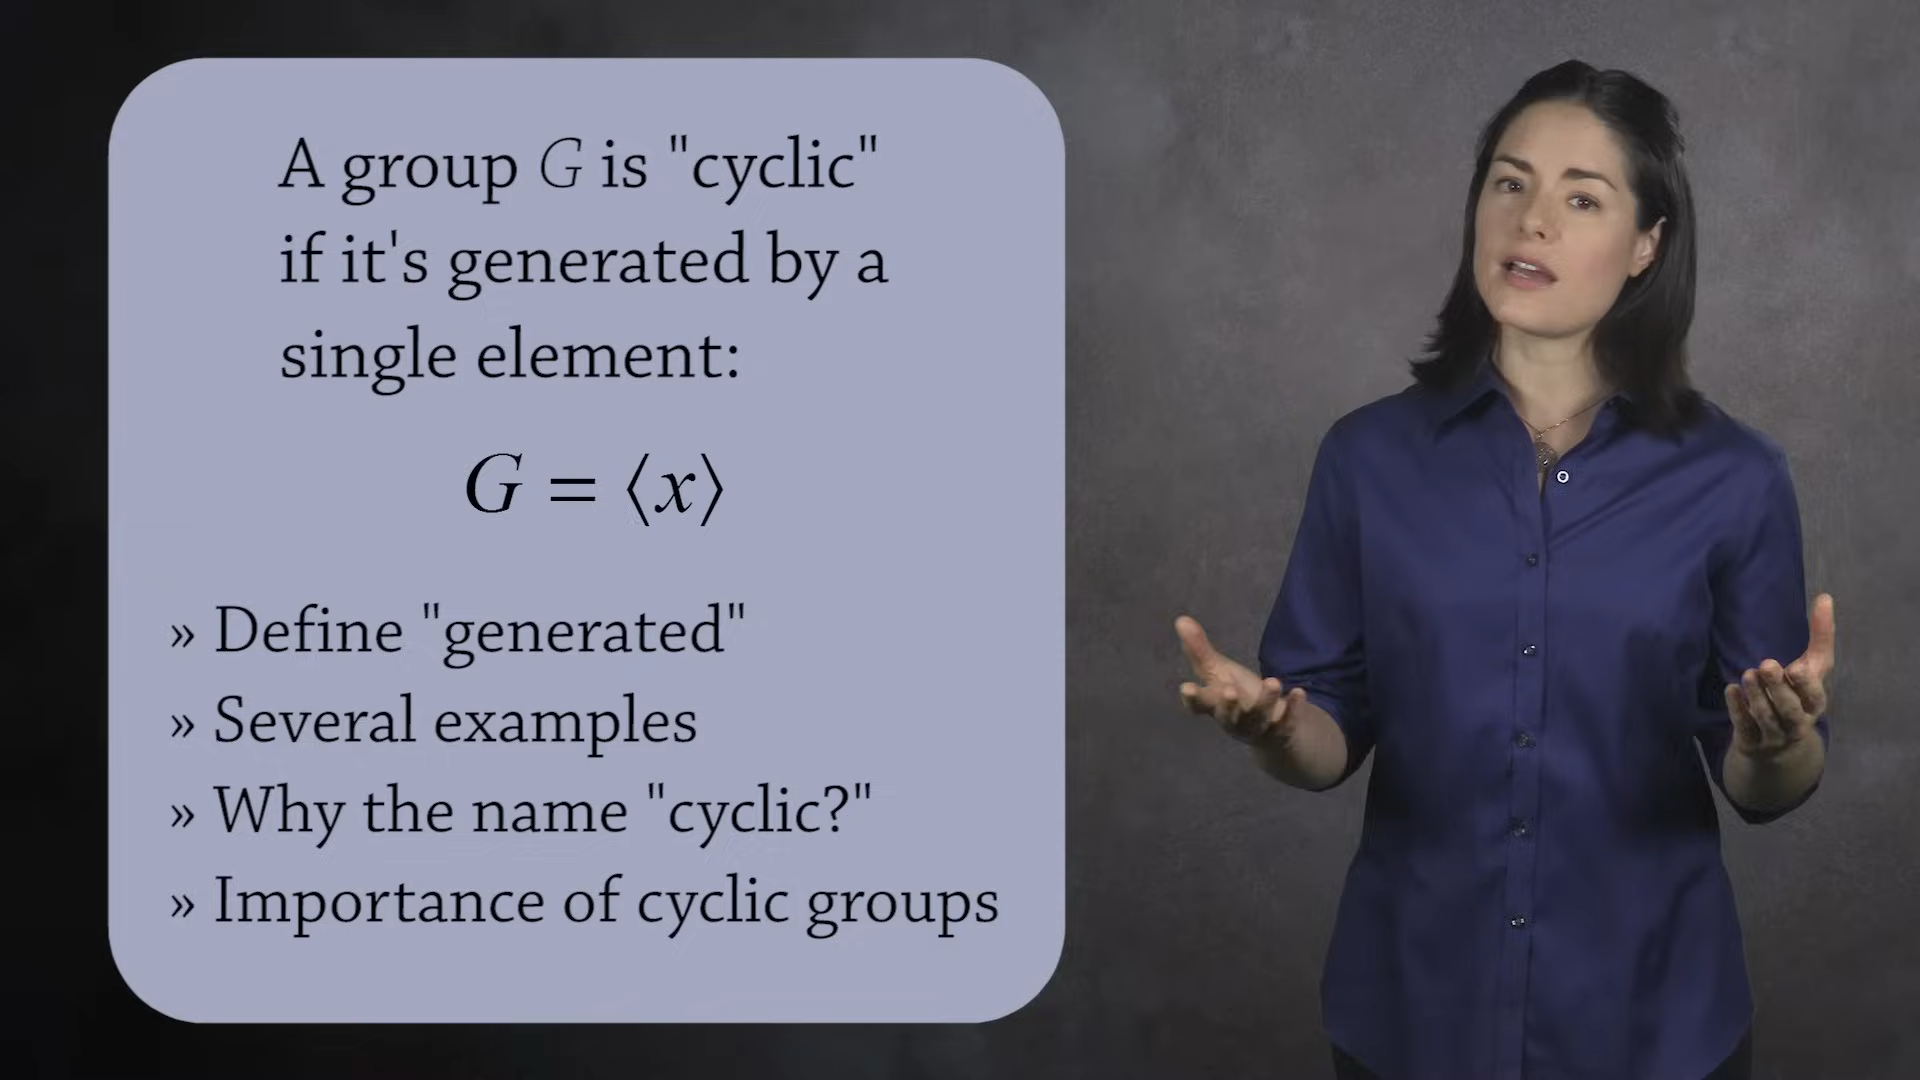 A group G is "cyclic"
if it's generated by a
single element:
G = ⟨x⟩
» Define "generated"
» Several examples
» Why the name "cyclic?"
» Importance of cyclic groups